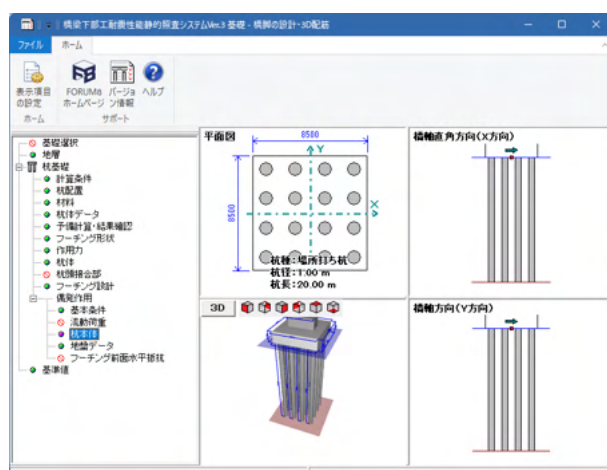 橋梁下部工耐震性能静的照査システムVer.3 基礎 - 橋脚の設計・3D配筋
ファイル
ホーム
表示項目の設定
FORUM8 ホームページ
バージョン情報
ヘルプ
ホーム
サポート
基礎選択
地層
杭基礎
計算条件
杭配置
材料
杭体データ
予備計算・結果確認
フーチング形状
作用力
杭体
杭頭接合部
フーチング設計
偶発作用
基本条件
流動荷重
杭本体
地盤データ
フーチング前面水平抵抗
基準値
平面図
8500
Y
X
8500
杭種：場所打ち杭
杭径：1.00 m
杭長：20.00 m
3D
橋軸直角方向(X方向)
橋軸方向(Y方向)